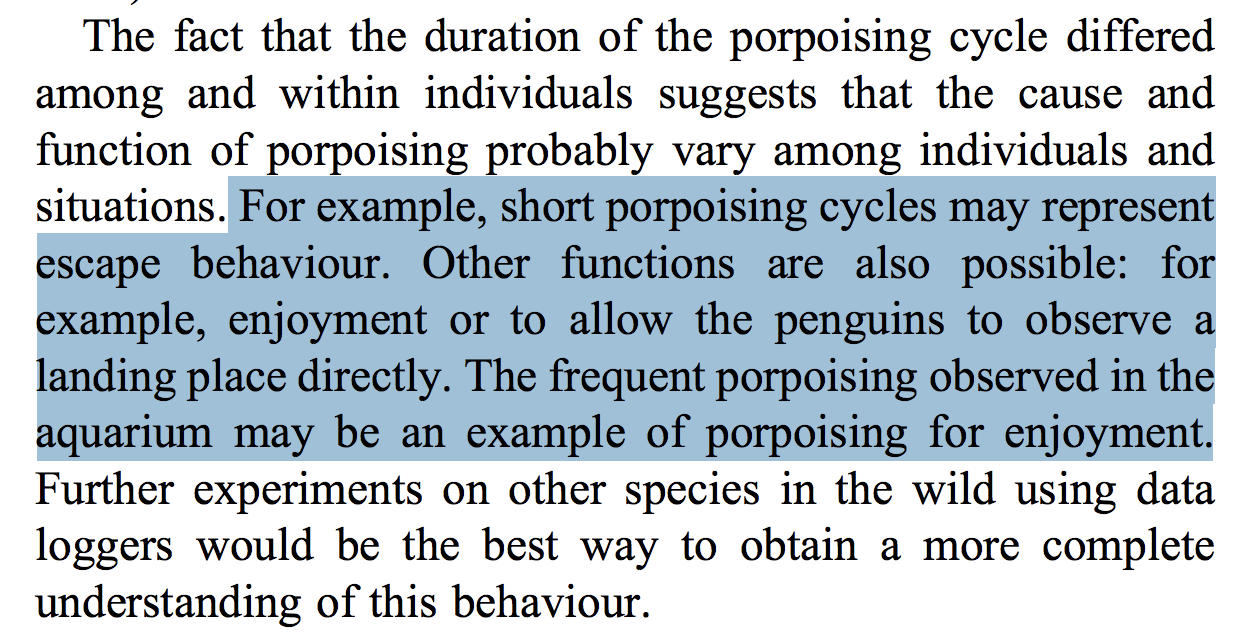 The fact that the duration of the porpoising cycle differed
among and within individuals suggests that the cause and
function of porpoising probably vary among individuals and
situations. For example, short porpoising cycles may represent
escape behaviour. Other functions are also possible: for
example, enjoyment or to allow the penguins to observe a
landing place directly. The frequent porpoising observed in the
aquarium may be an example of porpoising for enjoyment.
Further experiments on other species in the wild using data
loggers would be the best way to obtain a more complete
understanding of this behaviour.